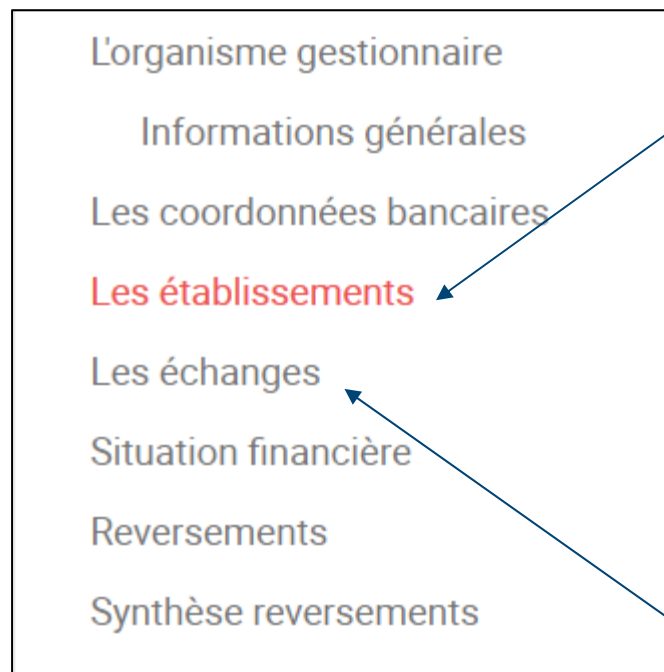 L'organisme gestionnaire
Informations générales
Les coordonnées bancaires
Les établissements
Les échanges
Situation financière
Reversements
Synthèse reversements